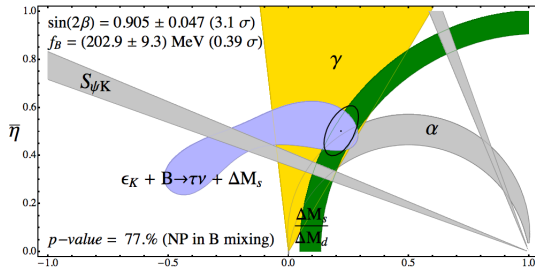 sin(2β) = 0.905 ± 0.047 (3.1 σ)
f_B = (202.9 ± 9.3) MeV (0.39 σ)
γ
S_ψK
α
ϵ_K + B→τν + ΔM_s
ΔM_s
ΔM_d
p-value = 77.% (NP in B mixing)
η̅
1.0
0.8
0.6
0.4
0.2
0.0
-1.0
-0.5
0.0
0.5
1.0